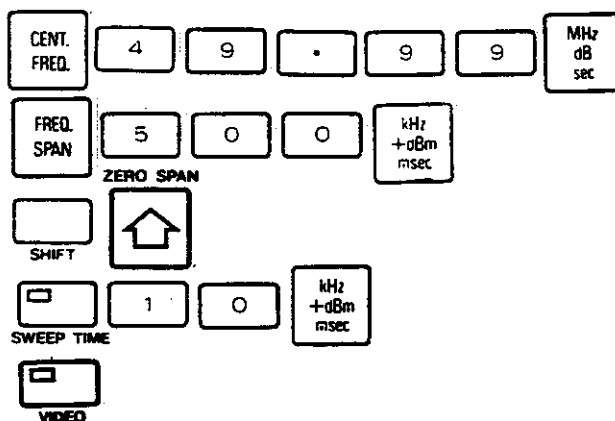 CENT. FREQ. 4 9 · 9 9 MHz dB sec
FREQ. SPAN 5 0 0 kHz +dBm msec
ZERO SPAN
SHIFT
1 0 kHz +dBm msec
SWEEP TIME
VIDEO